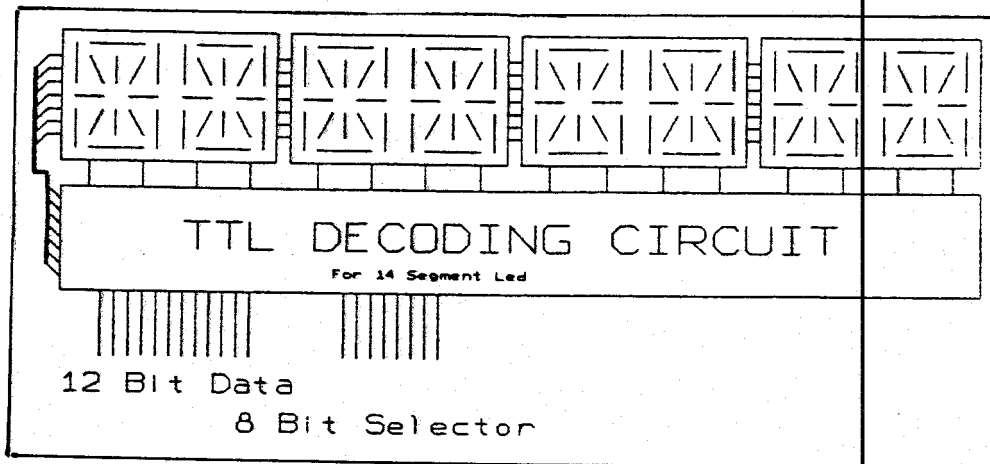 TTL DECODING CIRCUIT
For 14 Segment Led
12 Bit Data
8 Bit Selector